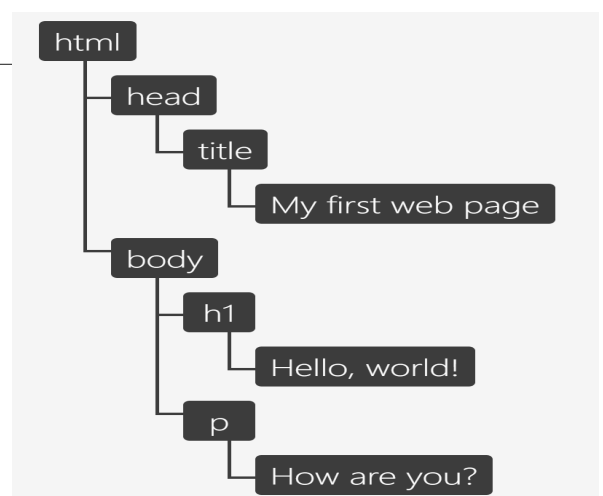 html
head
title
My first web page
body
h1
Hello, world!
p
How are you?